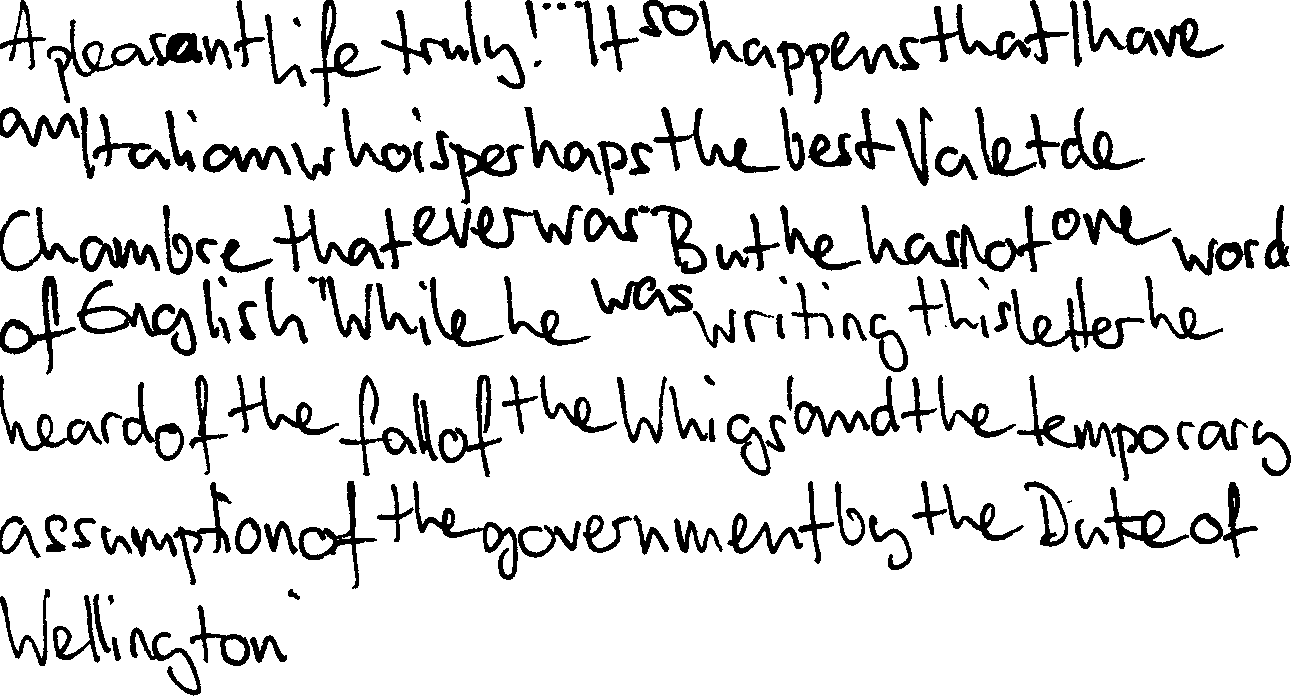 A pleasant life truly!" "It so happens that I have
an Italian who is perhaps the best Valet de
Chambre that ever was. But he has not one word
of English." While he was writing this letter he
heard of the fall of the Whigs' and the temporary
assumption of the government by the Duke of
Wellington.